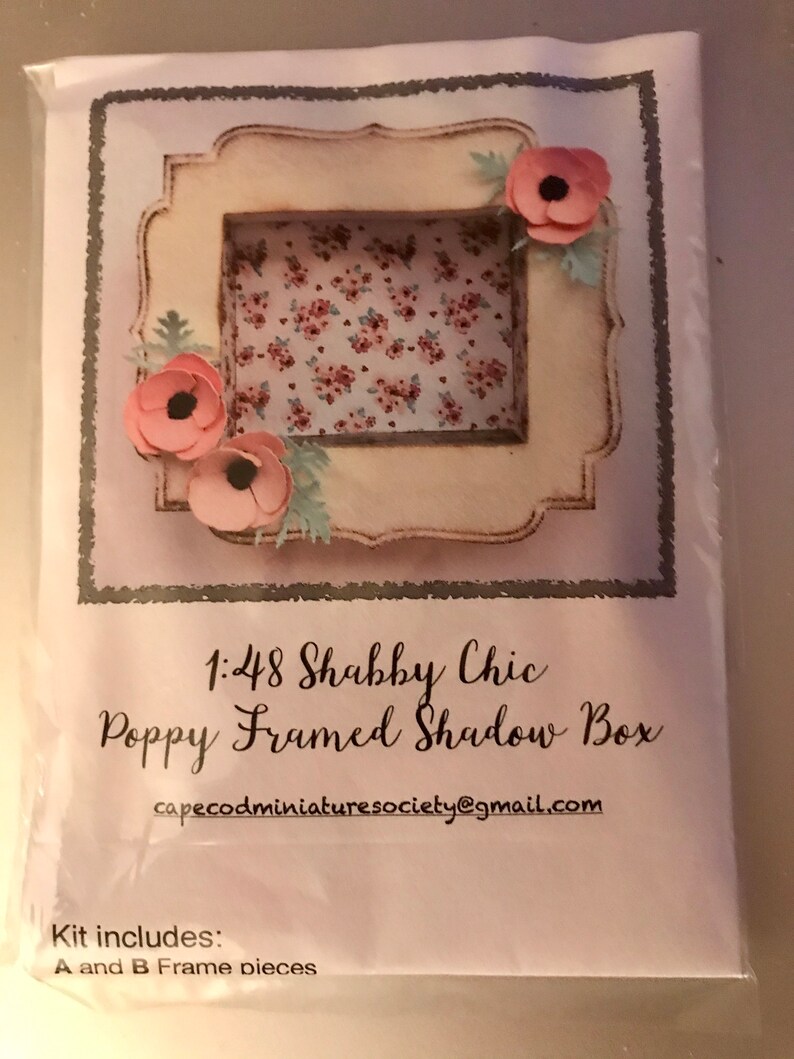 1:48 Shabby Chic
Poppy Framed Shadow Box
capecodminiaturesociety@gmail.com
Kit includes:
A and B Frame pieces